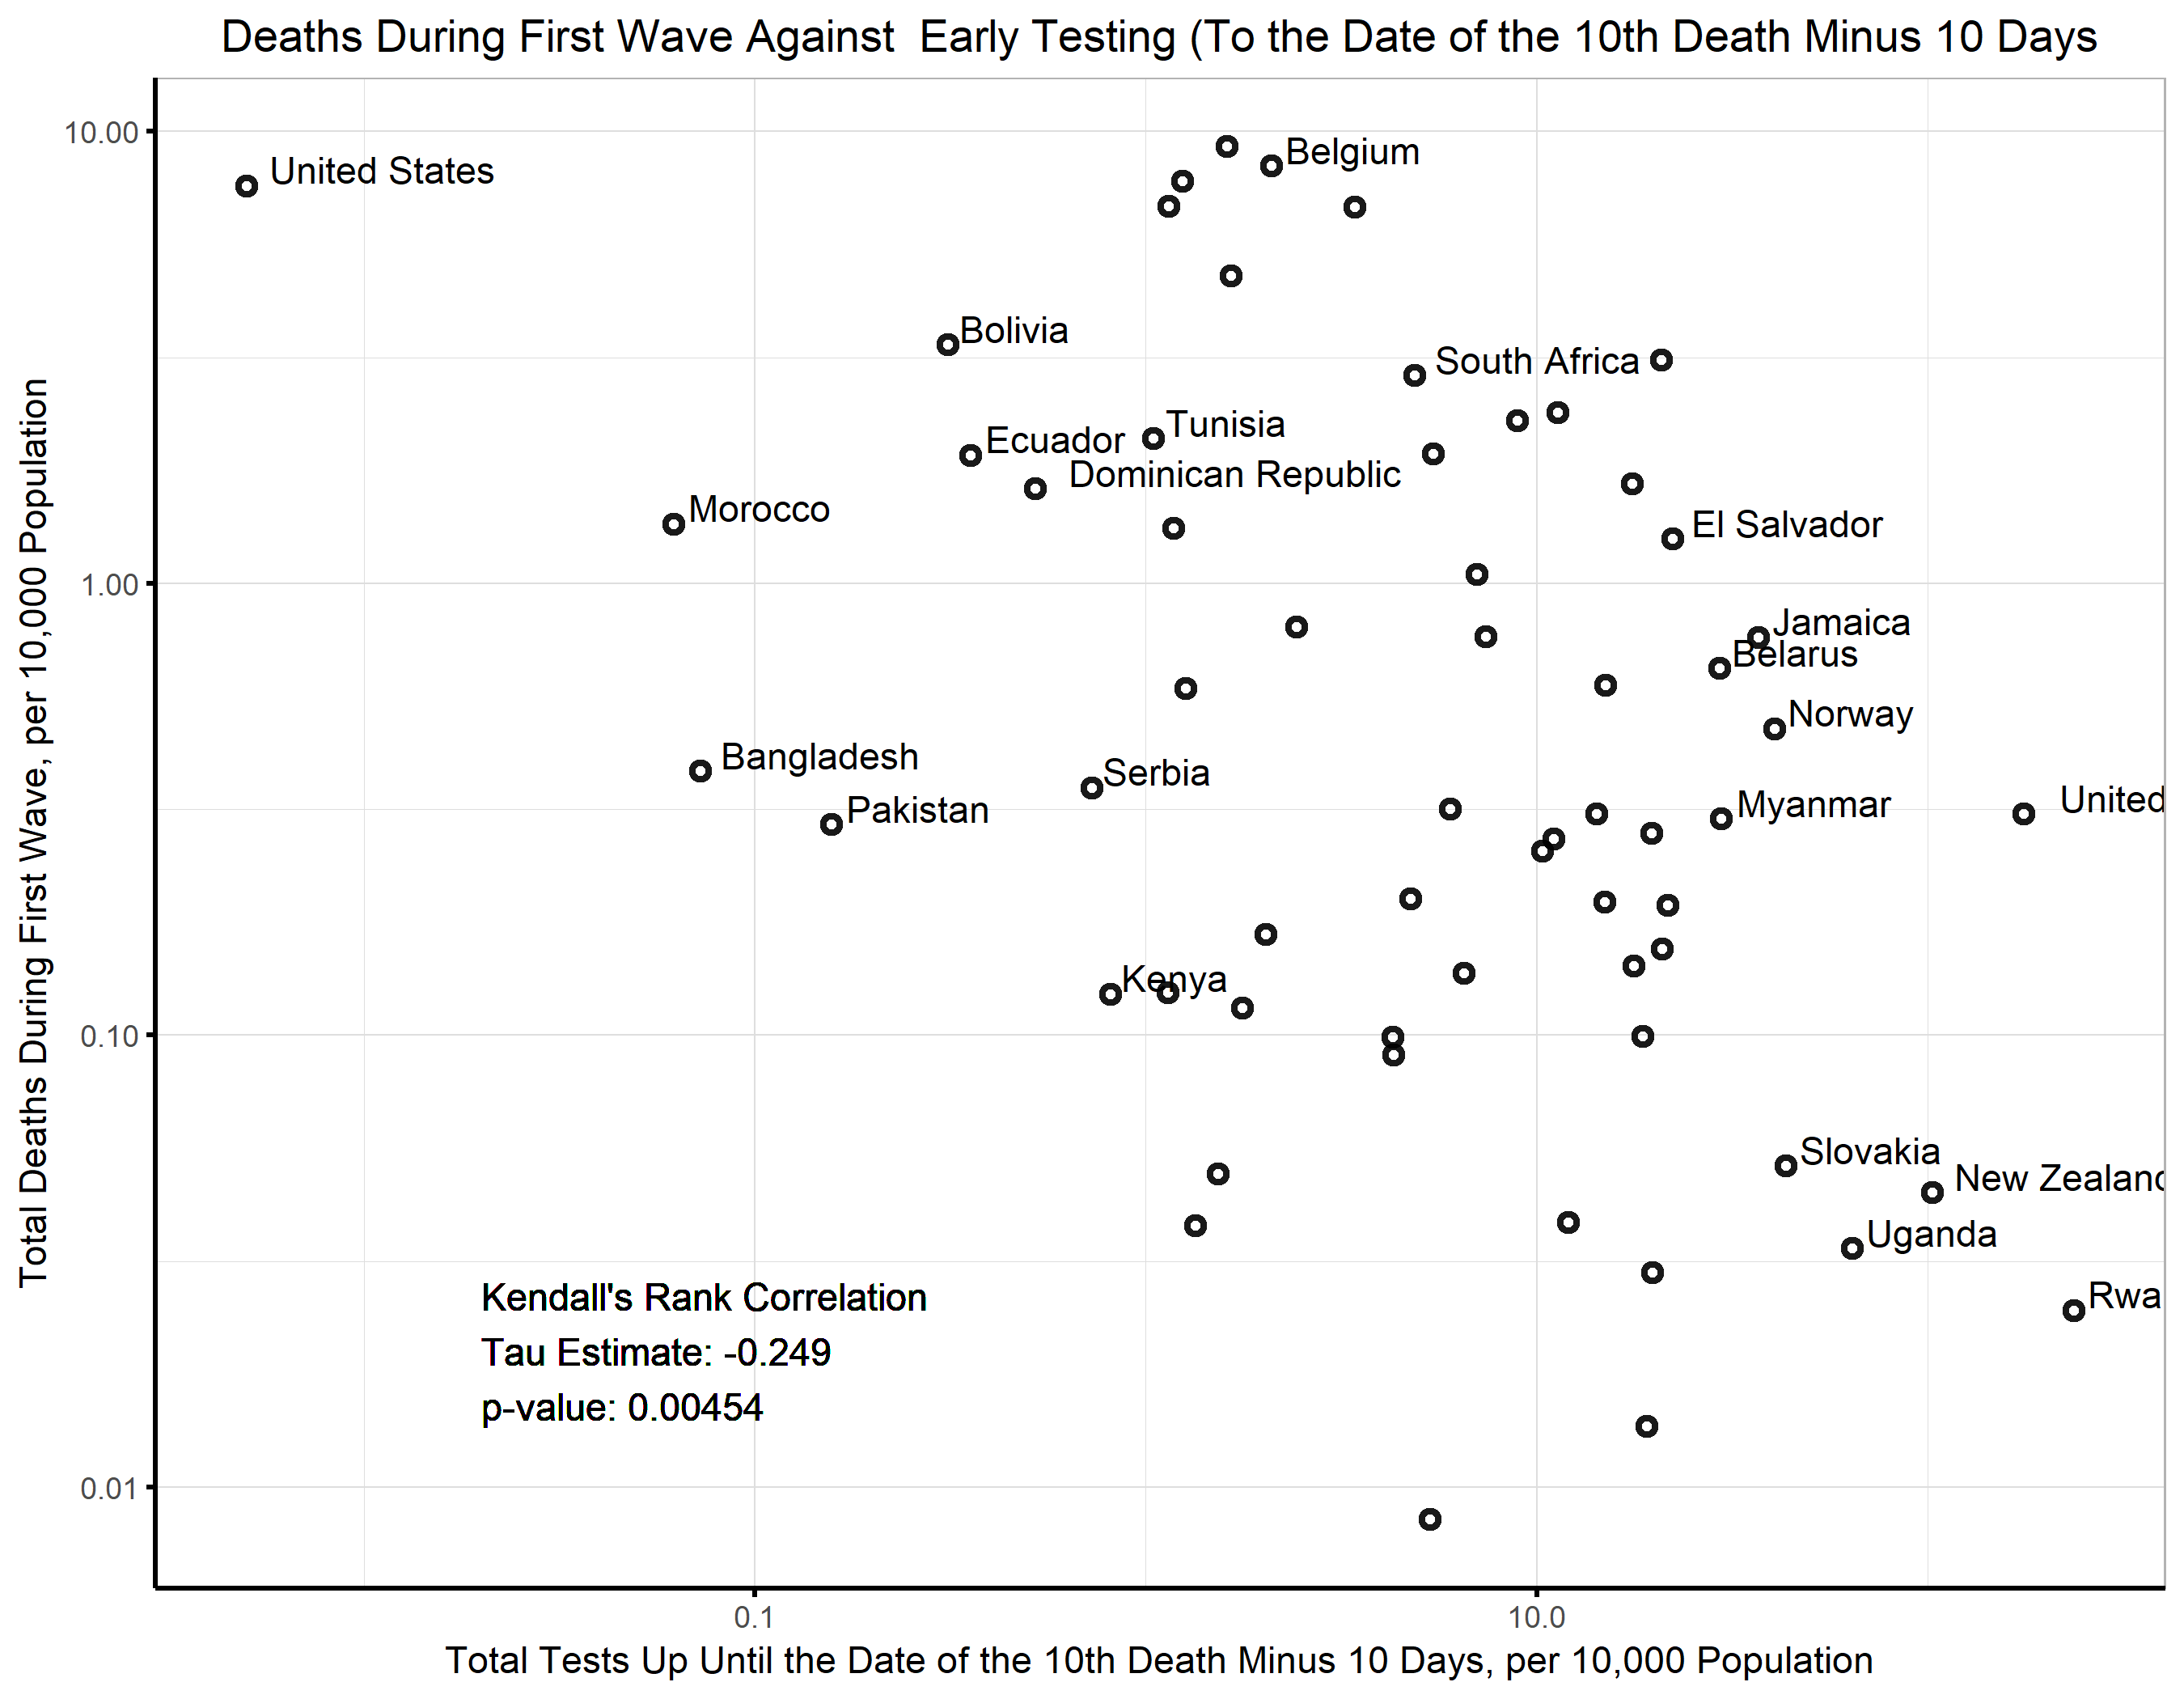 Deaths During First Wave Against  Early Testing (To the Date of the 10th Death Minus 10 Days
10.00
United States
Belgium
Bolivia
South Africa
Tunisia
Ecuador
Dominican Republic
Morocco
El Salvador
1.00
Jamaica
Belarus
Norway
Bangladesh
Serbia
United
Pakistan
Myanmar
Kenya
0.10
Slovakia
New Zealand
Uganda
Rwa
Kendall's Rank Correlation
Tau Estimate: -0.249
p-value: 0.00454
0.01
0.1
10.0
Total Tests Up Until the Date of the 10th Death Minus 10 Days, per 10,000 Population
Total Deaths During First Wave, per 10,000 Population